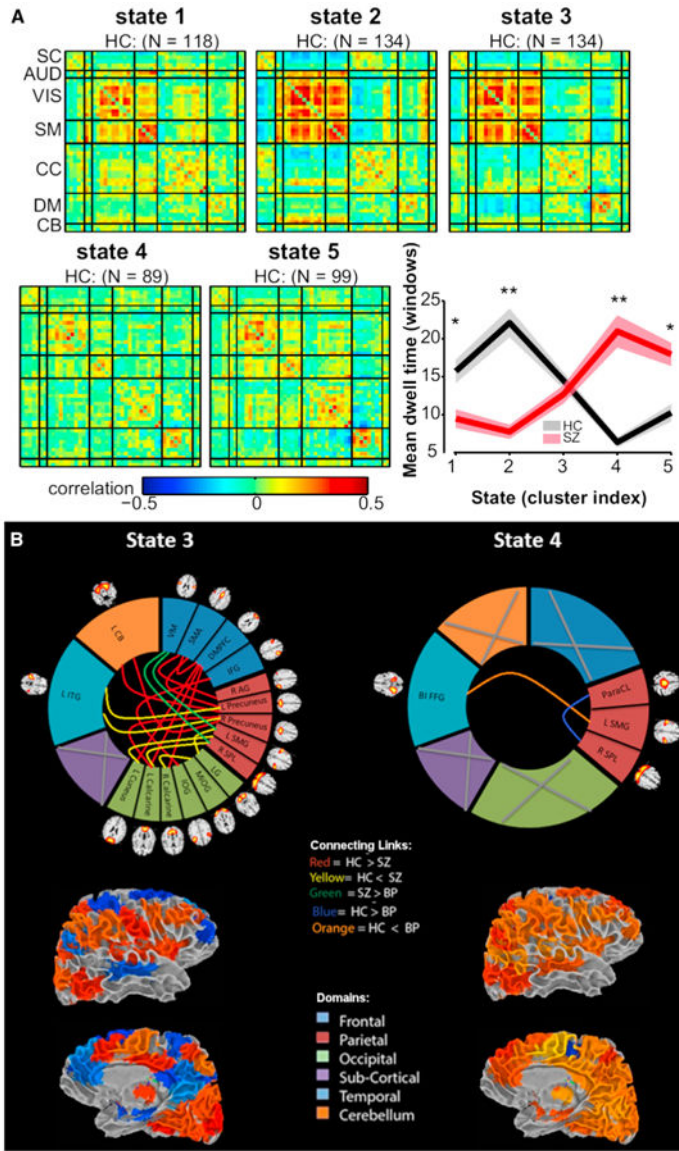 A
state 1
HC: (N = 118)
state 2
HC: (N = 134)
state 3
HC: (N = 134)
SC
AUD
VIS
SM
CC
DM
CB
state 4
HC: (N = 89)
state 5
HC: (N = 99)
correlation
−0.5
0
0.5
Mean dwell time (windows)
25
20
15
10
5
*
**
**
*
HC
SZ
1 2 3 4 5
State (cluster index)
B
State 3
State 4
L CB
VM
SMA
DMPFC
IFG
R AG
L Precuneus
R Precuneus
L SMG
R SPL
LG
MOG
IOG
R Calcarine
L Calcarine
L Cuneus
L ITG
BI FFG
ParaCL
L SMG
R SPL
Connecting Links:
Red = HC > SZ
Yellow = HC < SZ
Green = SZ > BP
Blue = HC > BP
Orange = HC < BP
Domains:
Frontal
Parietal
Occipital
Sub-Cortical
Temporal
Cerebellum